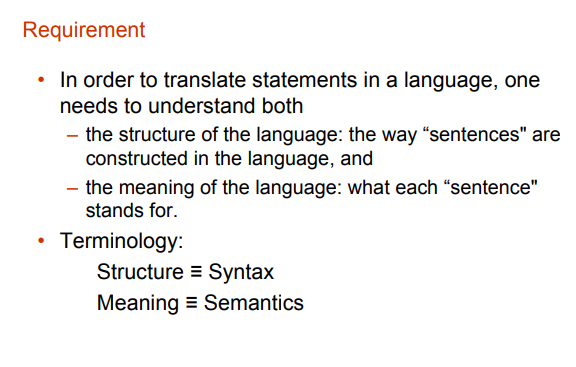 Requirement
• In order to translate statements in a language, one
needs to understand both
– the structure of the language: the way “sentences" are
constructed in the language, and
– the meaning of the language: what each “sentence"
stands for.
• Terminology:
Structure ≡ Syntax
Meaning ≡ Semantics